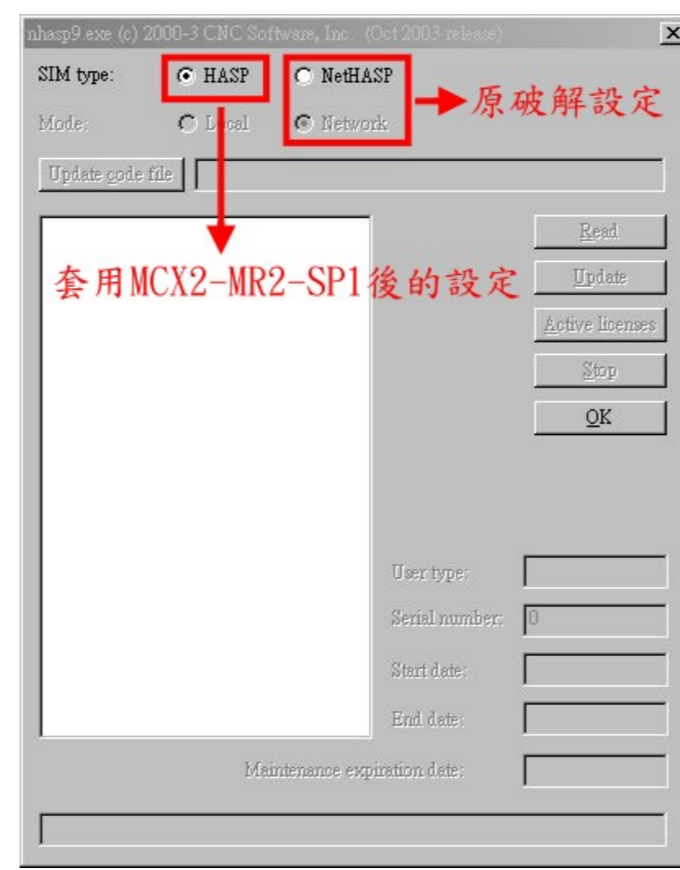 nhasp9.exe (c) 2000-3 CNC Software, Inc. (Oct 2003 release)
SIM type: HASP NetHASP
原破解設定
Mode: Local Network
Update code file
Read
套用MCX2-MR2-SP1後的設定
Update
Active licenses
Stop
OK
User type:
Serial number: 0
Start date:
End date:
Maintenance expiration date: